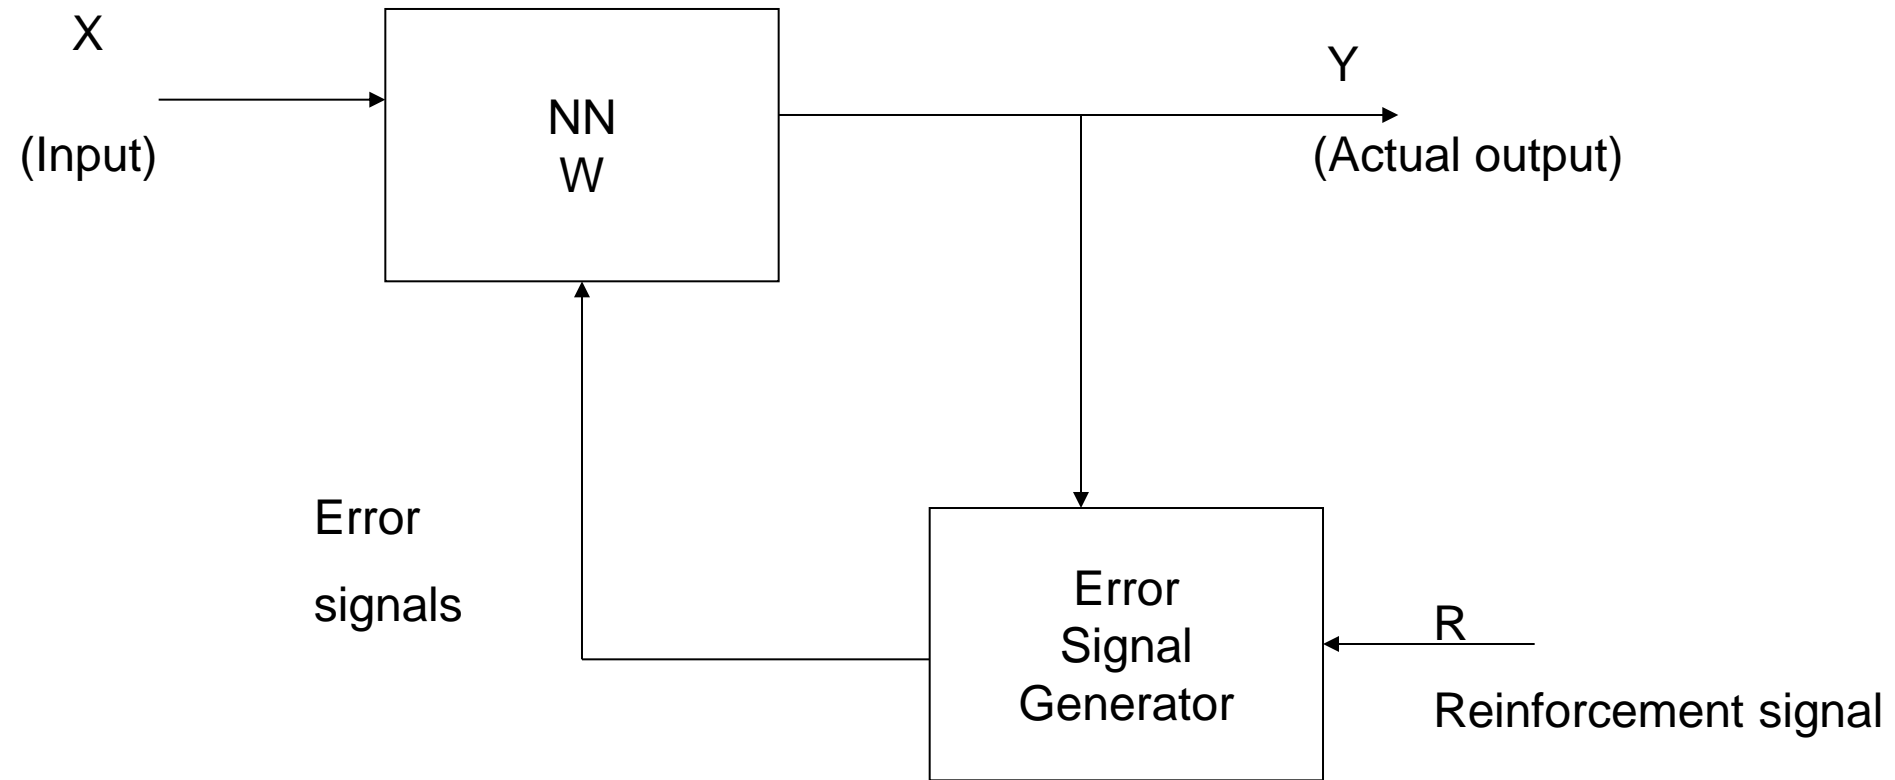 X
(Input)
NN
W
Y
(Actual output)
Error
signals
Error
Signal
Generator
R
Reinforcement signal